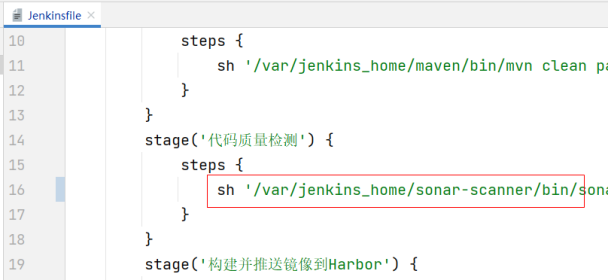 Jenkinsfile
10 steps {
11 sh '/var/jenkins_home/maven/bin/mvn clean
12 }
13 }
14 stage('代码质量检测') {
15 steps {
16 sh '/var/jenkins_home/sonar-scanner/bin/
17 }
18 }
19 stage('构建并推送镜像到Harbor') {